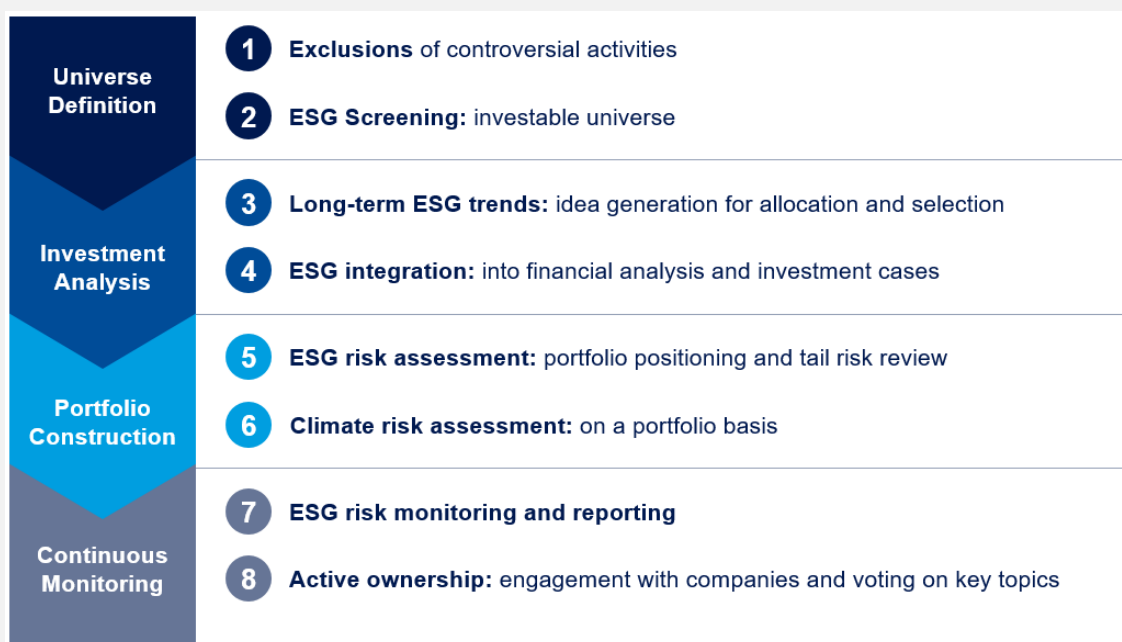 Universe
Definition
1 Exclusions of controversial activities
2 ESG Screening: investable universe
Investment
Analysis
3 Long-term ESG trends: idea generation for allocation and selection
4 ESG integration: into financial analysis and investment cases
Portfolio
Construction
5 ESG risk assessment: portfolio positioning and tail risk review
6 Climate risk assessment: on a portfolio basis
Continuous
Monitoring
7 ESG risk monitoring and reporting
8 Active ownership: engagement with companies and voting on key topics